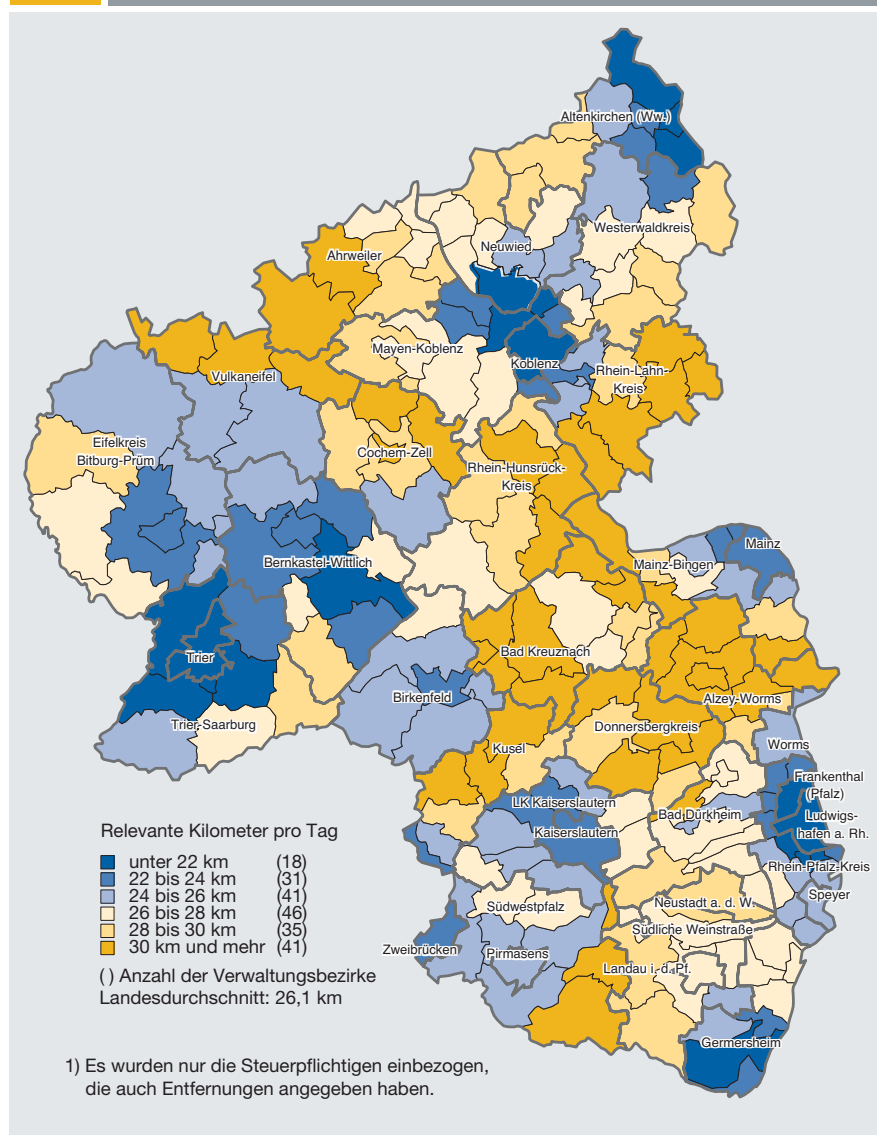 Altenkirchen (Ww.)
Westerwaldkreis
Neuwied
Ahrweiler
Mayen-Koblenz
Koblenz
Rhein-Lahn-
Kreis
Vulkaneifel
Eifelkreis
Bitburg-Prüm
Cochem-Zell
Rhein-Hunsrück-
Kreis
Mainz
Mainz-Bingen
Bernkastel-Wittlich
Bad Kreuznach
Trier
Birkenfeld
Alzey-Worms
Trier-Saarburg
Donnersbergkreis
Kusel
Worms
Frankenthal
(Pfalz)
LK Kaiserslautern
Bad Dürkheim
Ludwigs-
hafen a. Rh.
Kaiserslautern
Rhein-Pfalz-Kreis
Speyer
Südwestpfalz
Neustadt a. d. W.
Südliche Weinstraße
Zweibrücken
Pirmasens
Landau i. d. Pf.
Germersheim
Relevante Kilometer pro Tag
unter 22 km (18)
22 bis 24 km (31)
24 bis 26 km (41)
26 bis 28 km (46)
28 bis 30 km (35)
30 km und mehr (41)
( ) Anzahl der Verwaltungsbezirke
Landesdurchschnitt: 26,1 km
1) Es wurden nur die Steuerpflichtigen einbezogen,
die auch Entfernungen angegeben haben.